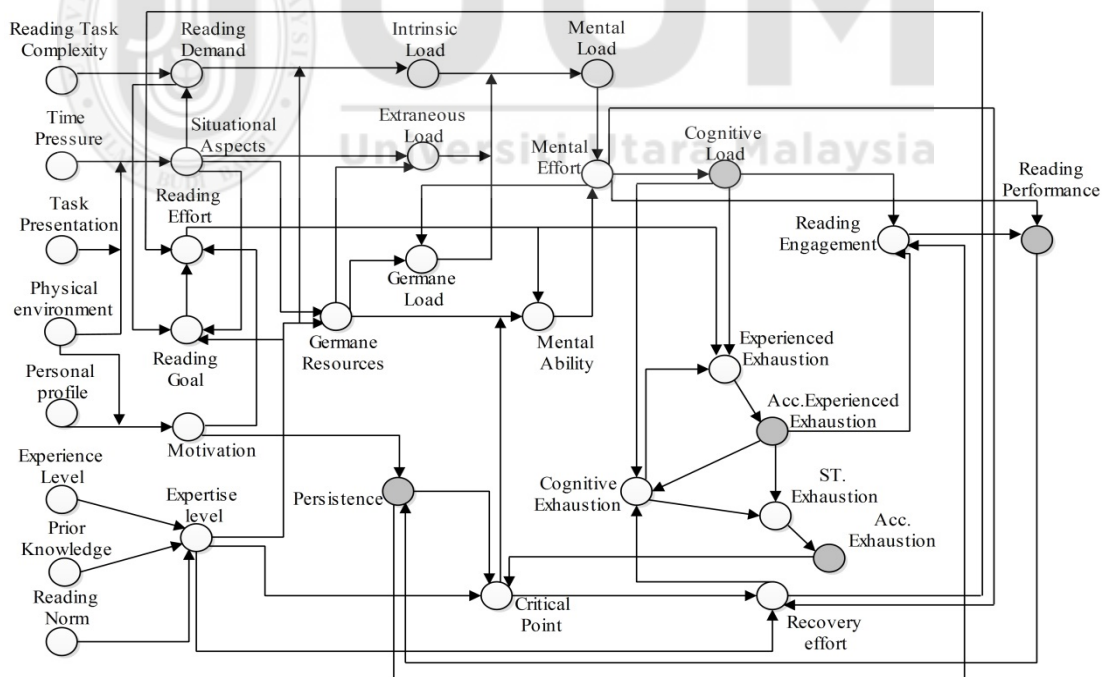 Reading Task
Complexity
Reading
Demand
Intrinsic
Load
Mental
Load
Time
Pressure
Situational
Aspects
Extraneous
Load
Mental
Effort
Cognitive
Load
Reading
Performance
UUM
Universiti Utara Malaysia
Task
Presentation
Reading
Effort
Reading
Engagement
Germane
Load
Physical
environment
Reading
Goal
Germane
Resources
Mental
Ability
Experienced
Exhaustion
Personal
profile
Motivation
Acc.Experienced
Exhaustion
Experience
Level
Expertise
level
Persistence
Cognitive
Exhaustion
ST.
Exhaustion
Prior
Knowledge
Acc.
Exhaustion
Reading
Norm
Critical
Point
Recovery
effort
BUDI